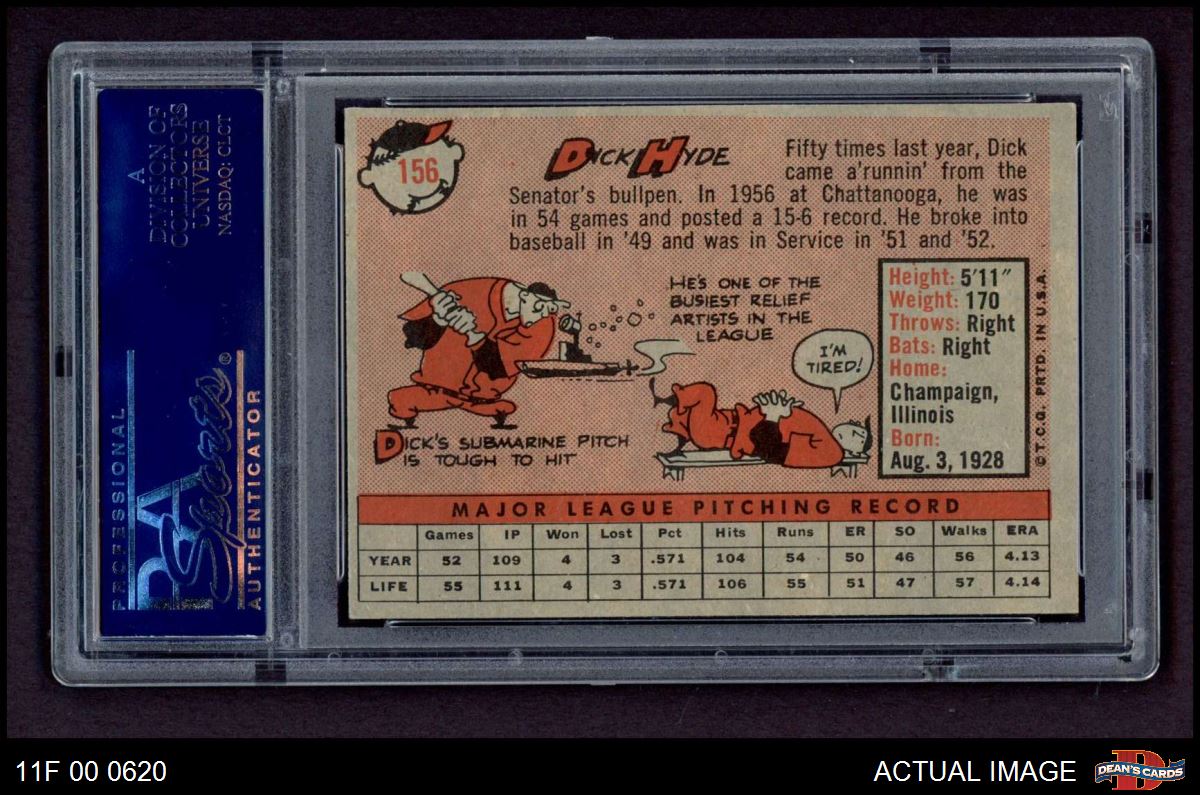 A
DIVISION OF
COLLECTORS
UNIVERSE
NASDAQ: CLCT
PROFESSIONAL
PSA
Sports®
AUTHENTICATOR
156
DICK HYDE
Fifty times last year, Dick
came a'runnin' from the
Senator's bullpen. In 1956 at Chattanooga, he was
in 54 games and posted a 15-6 record. He broke into
baseball in '49 and was in Service in '51 and '52.
HE'S ONE OF THE
BUSIEST RELIEF
ARTISTS IN THE
LEAGUE
I'M
TIRED!
DICK'S SUBMARINE PITCH
IS TOUGH TO HIT
Height: 5'11"
Weight: 170
Throws: Right
Bats: Right
Home:
Champaign,
Illinois
Born:
Aug. 3, 1928
©T.C.G. PRTD. IN U.S.A.
MAJOR LEAGUE PITCHING RECORD
Games IP Won Lost Pct Hits Runs ER SO Walks ERA
YEAR 52 109 4 3 .571 104 54 50 46 56 4.13
LIFE 55 111 4 3 .571 106 55 51 47 57 4.14
11F 00 0620
ACTUAL IMAGE
D
DEAN'S CARDS